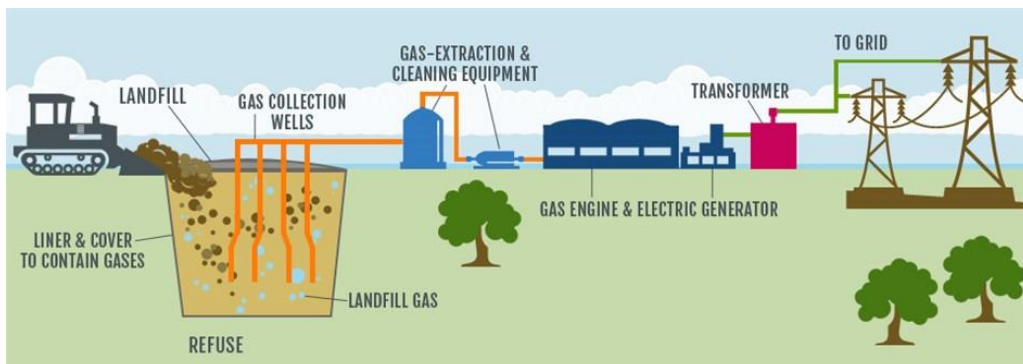 GAS-EXTRACTION &
CLEANING EQUIPMENT
TO GRID
LANDFILL
GAS COLLECTION
WELLS
TRANSFORMER
GAS ENGINE & ELECTRIC GENERATOR
LINER & COVER
TO CONTAIN GASES
LANDFILL GAS
REFUSE